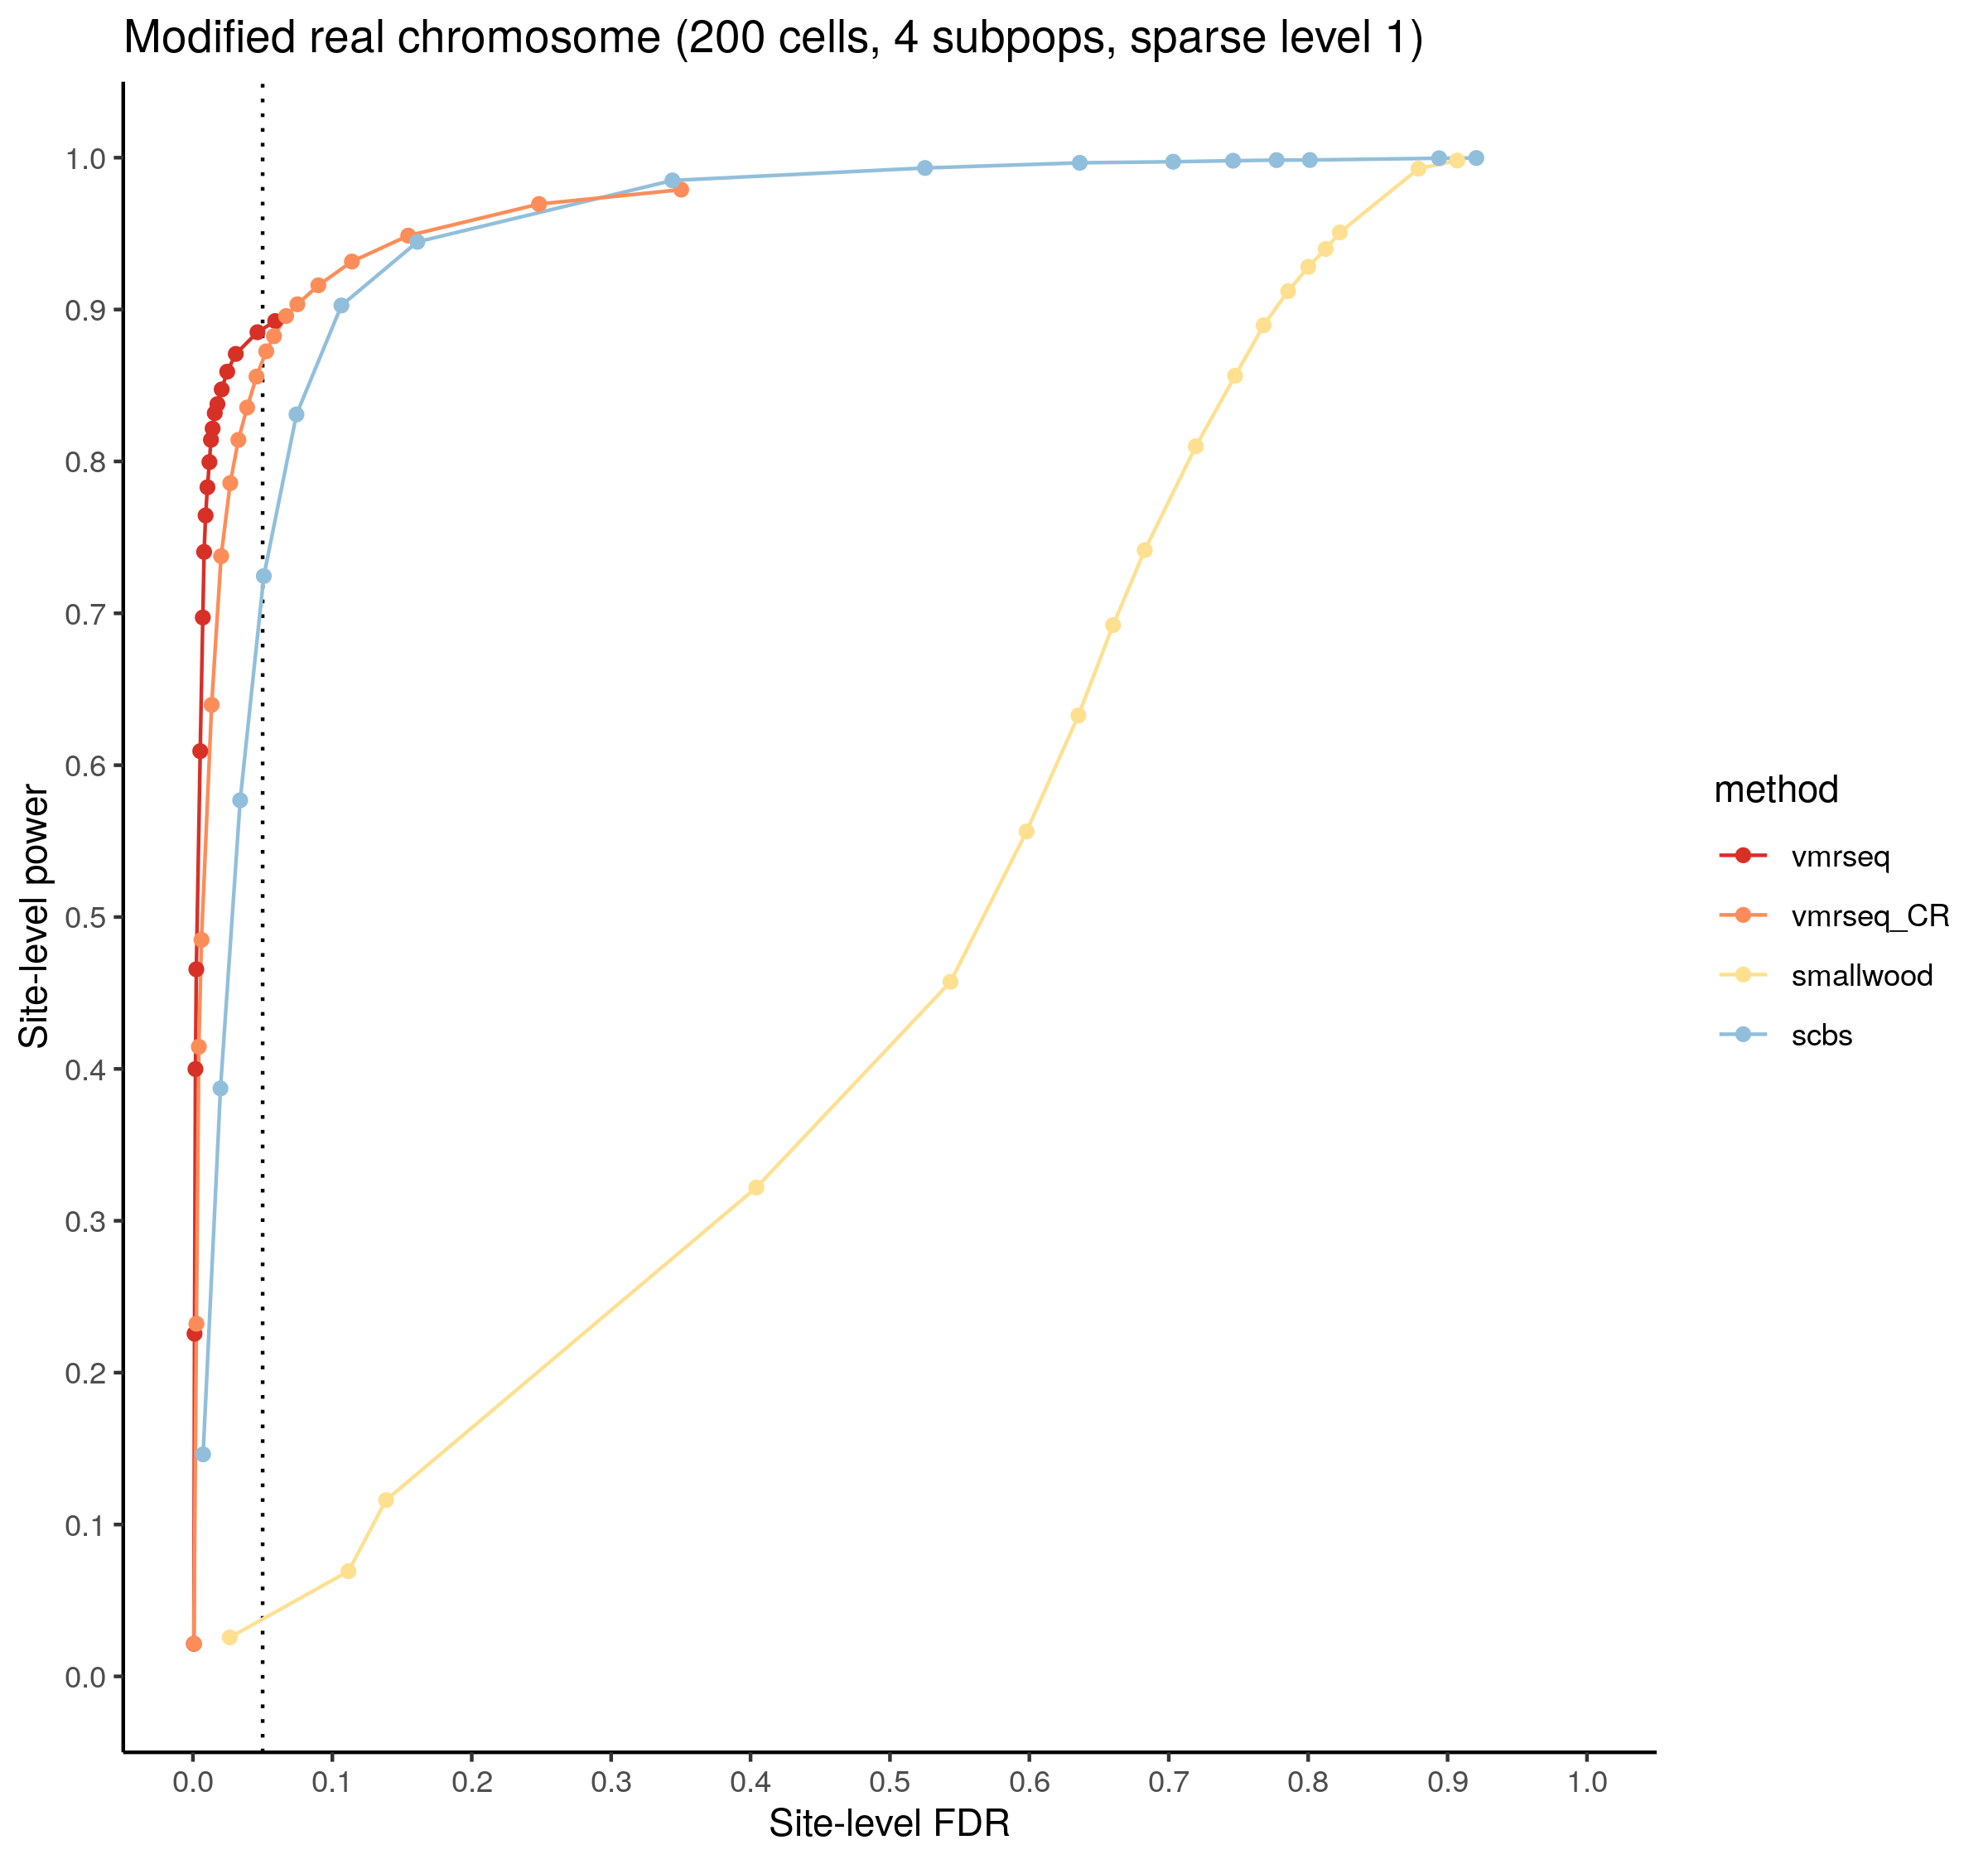 Modified real chromosome (200 cells, 4 subpops, sparse level 1)
Site-level power
1.0
0.9
0.8
0.7
0.6
0.5
0.4
0.3
0.2
0.1
0.0
0.0 0.1 0.2 0.3 0.4 0.5 0.6 0.7 0.8 0.9 1.0
Site-level FDR
method
vmrseq
vmrseq_CR
smallwood
scbs